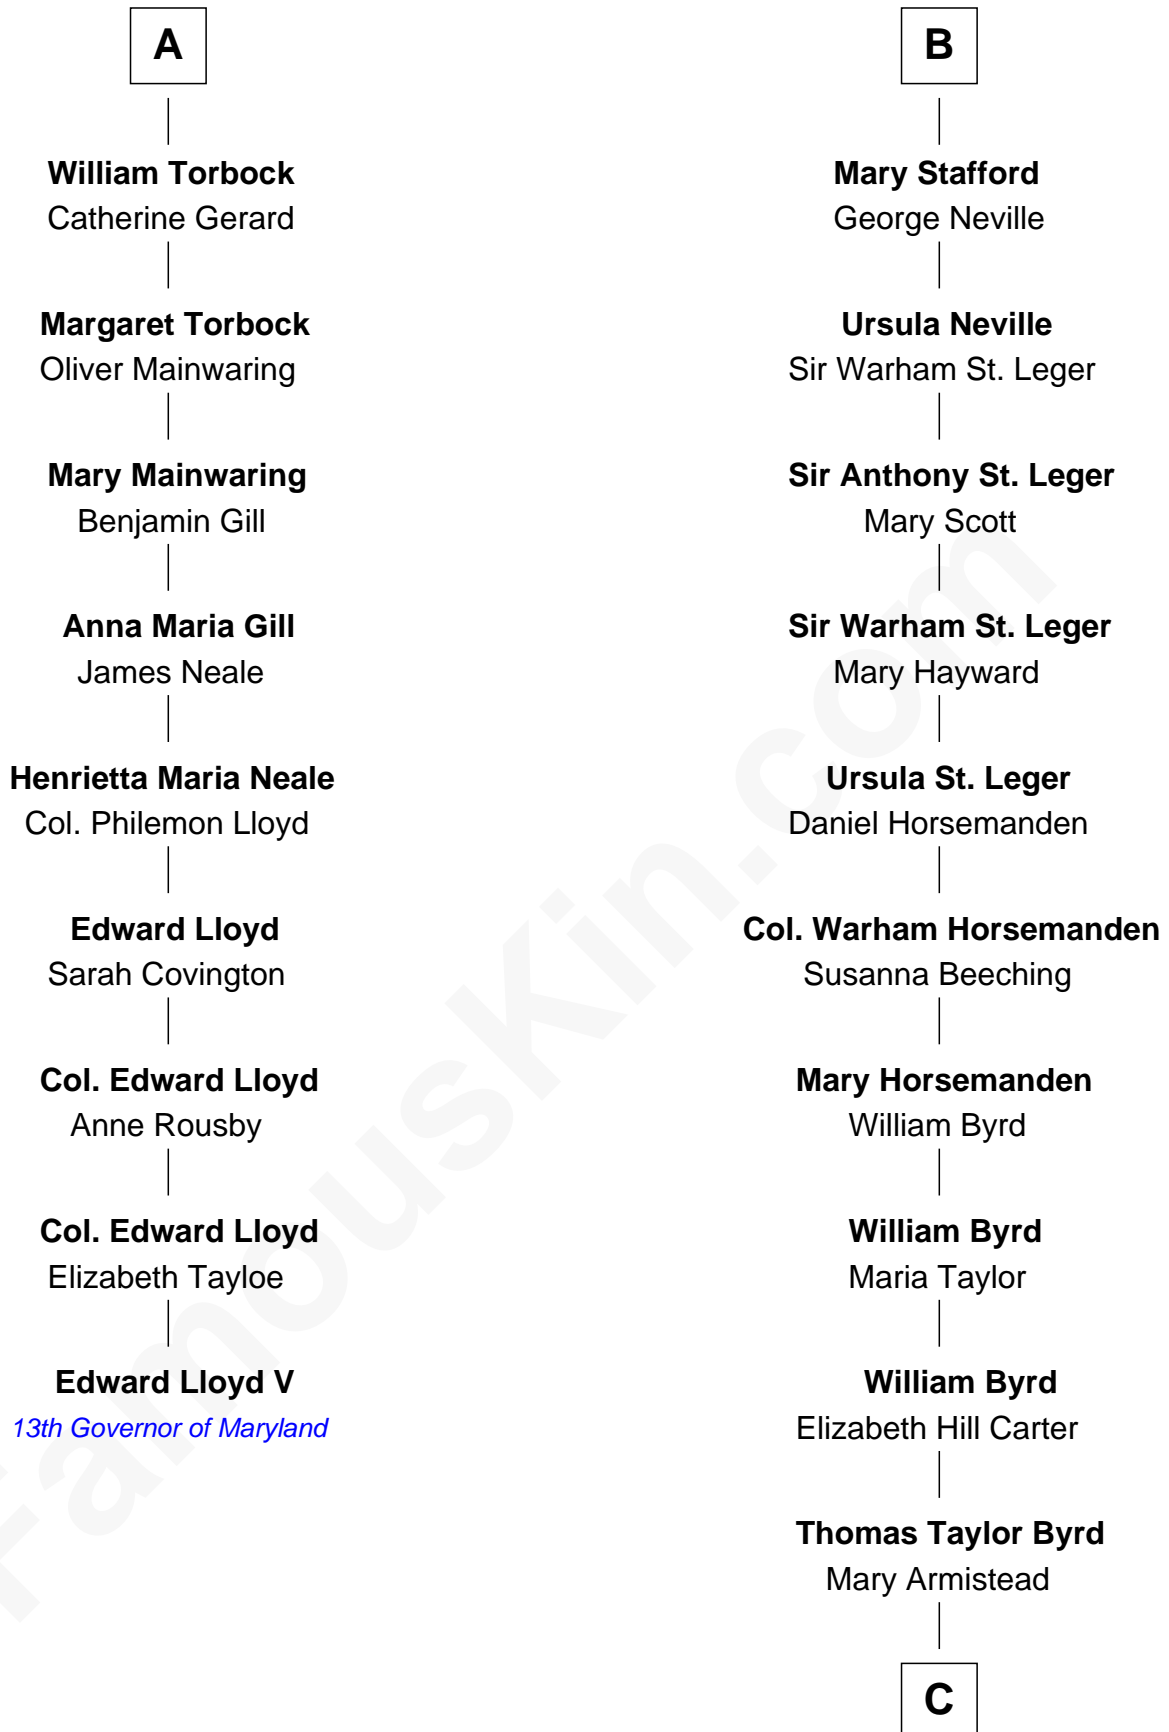 A
William Torbock
Catherine Gerard
Margaret Torbock
Oliver Mainwaring
Mary Mainwaring
Benjamin Gill
Anna Maria Gill
James Neale
Henrietta Maria Neale
Col. Philemon Lloyd
Edward Lloyd
Sarah Covington
Col. Edward Lloyd
Anne Rousby
Col. Edward Lloyd
Elizabeth Tayloe
Edward Lloyd V
13th Governor of Maryland
B
Mary Stafford
George Neville
Ursula Neville
Sir Warham St. Leger
Sir Anthony St. Leger
Mary Scott
Sir Warham St. Leger
Mary Hayward
Ursula St. Leger
Daniel Horsemanden
Col. Warham Horsemanden
Susanna Beeching
Mary Horsemanden
William Byrd
William Byrd
Maria Taylor
William Byrd
Elizabeth Hill Carter
Thomas Taylor Byrd
Mary Armistead
C
FamousKin.com